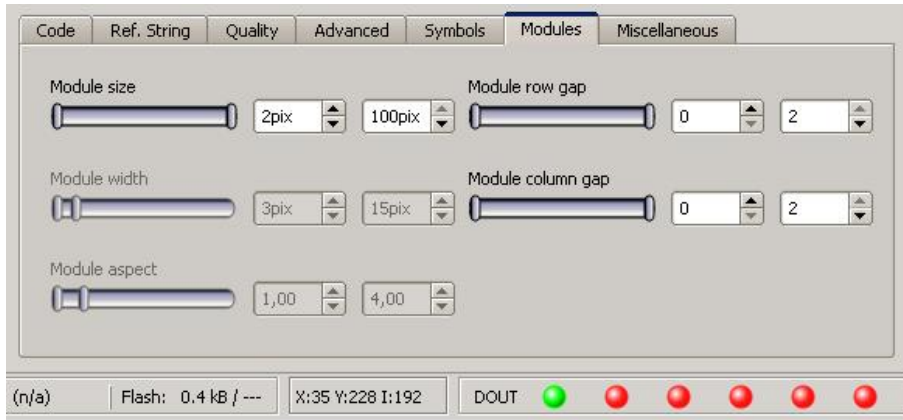 Code Ref. String Quality Advanced Symbols Modules Miscellaneous
Module size
2pix 100pix
Module row gap
0 2
Module width
3pix 15pix
Module column gap
0 2
Module aspect
1,00 4,00
(n/a) Flash: 0.4 kB / --- X:35 Y:228 I:192 DOUT